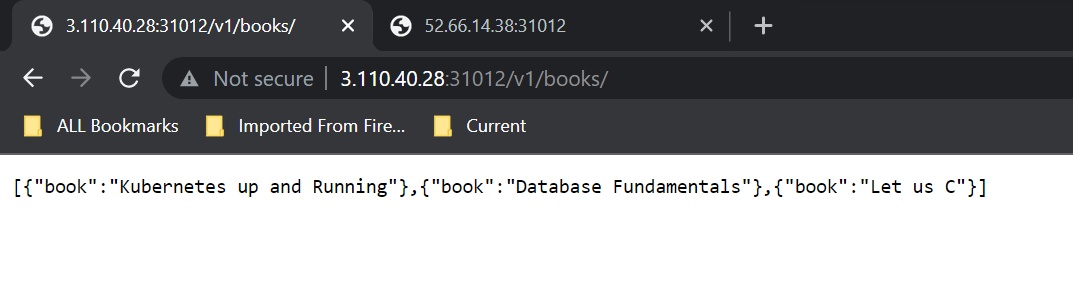 3.110.40.28:31012/v1/books/
52.66.14.38:31012
Not secure
3.110.40.28:31012/v1/books/
ALL Bookmarks
Imported From Fire...
Current
[{"book":"Kubernetes up and Running"},{"book":"Database Fundamentals"},{"book":"Let us C"}]